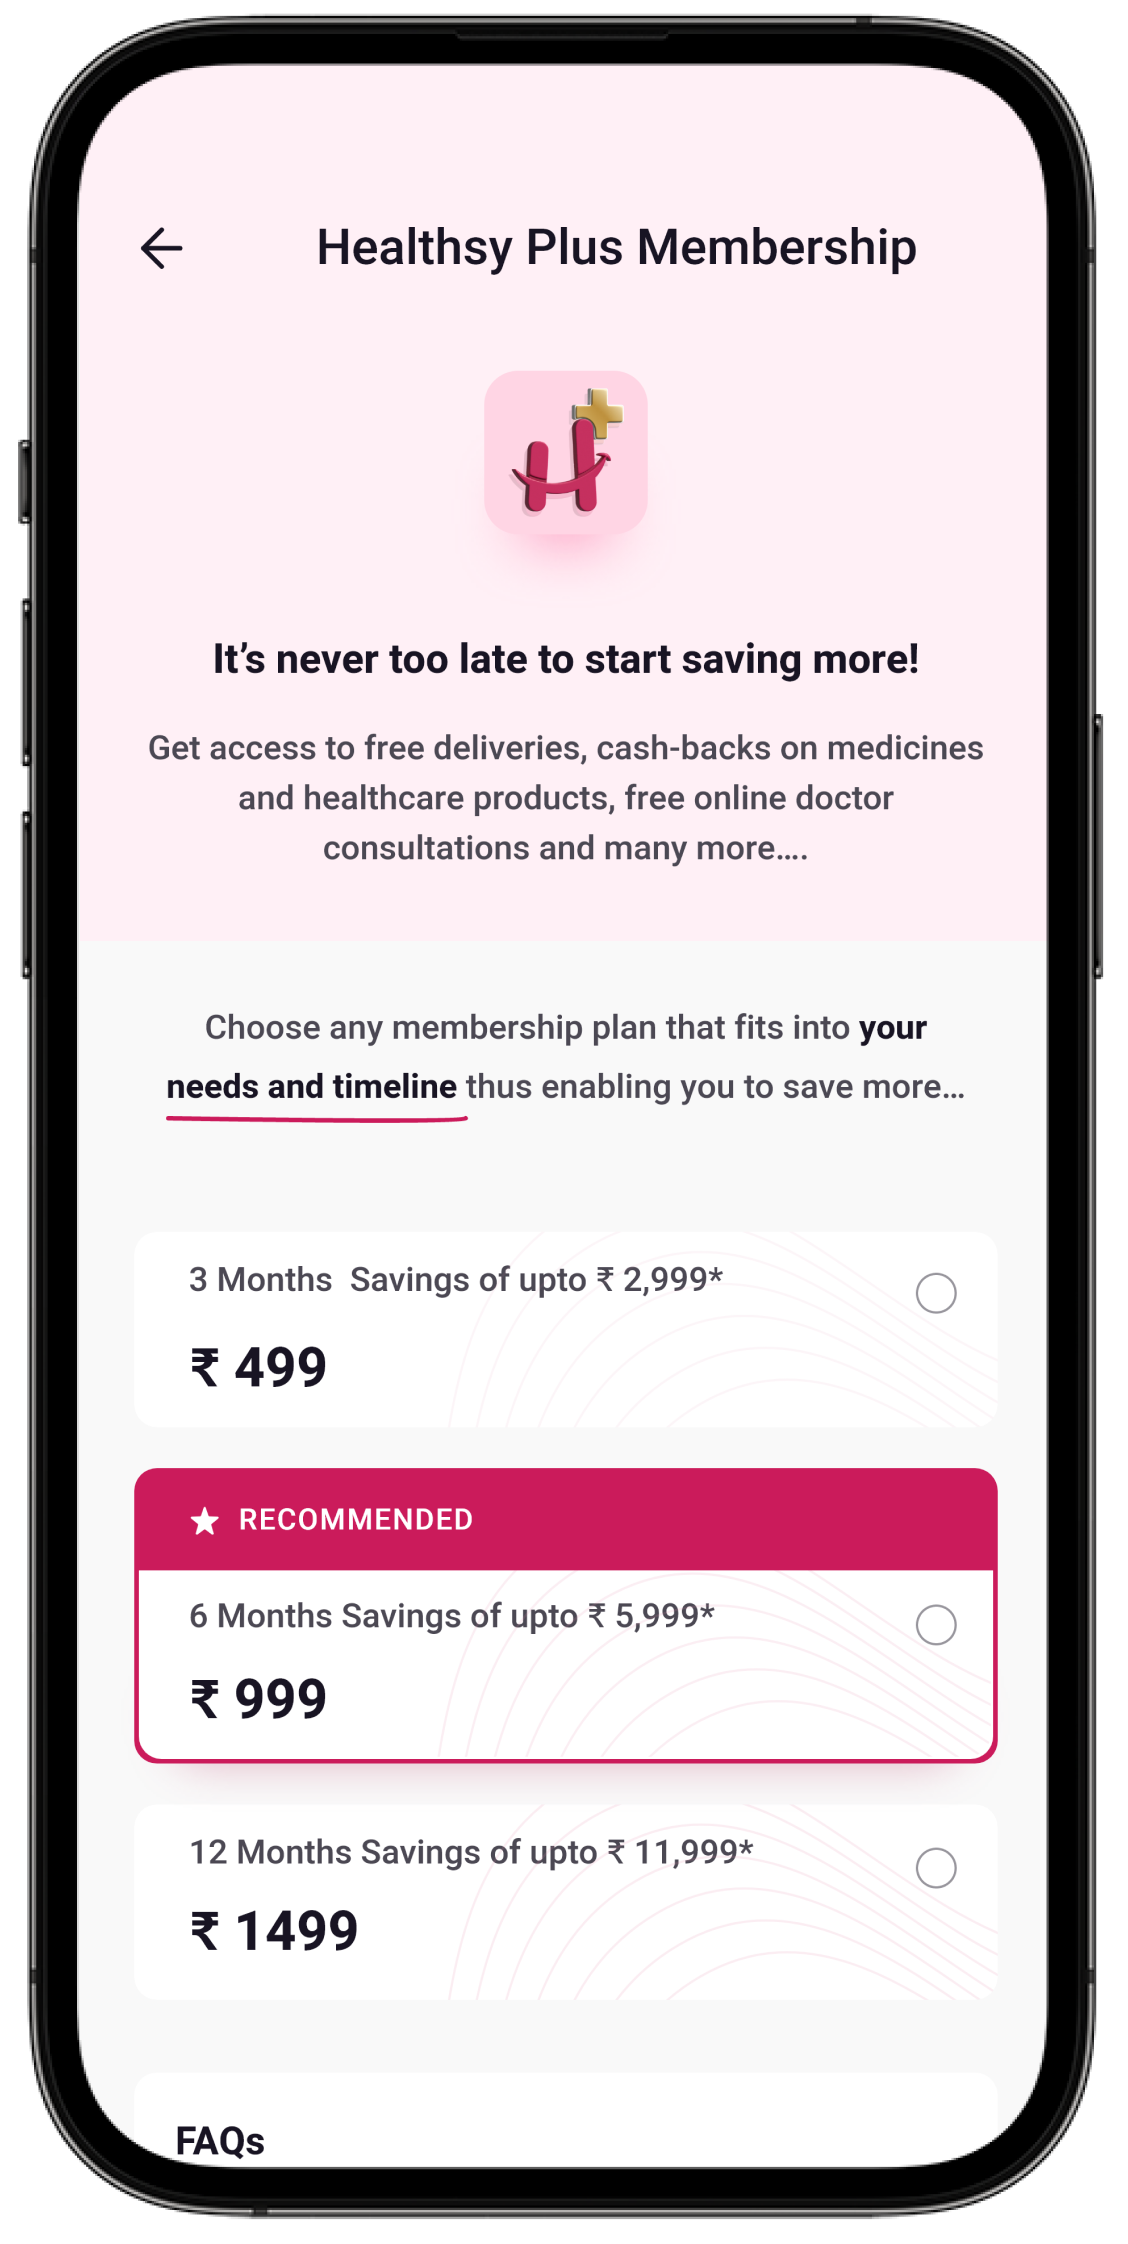 Healthsy Plus Membership
It’s never too late to start saving more!
Get access to free deliveries, cash-backs on medicines
and healthcare products, free online doctor
consultations and many more....
Choose any membership plan that fits into your
needs and timeline thus enabling you to save more...
3 Months  Savings of upto ₹ 2,999*
₹ 499
RECOMMENDED
6 Months Savings of upto ₹ 5,999*
₹ 999
12 Months Savings of upto ₹ 11,999*
₹ 1499
FAQs